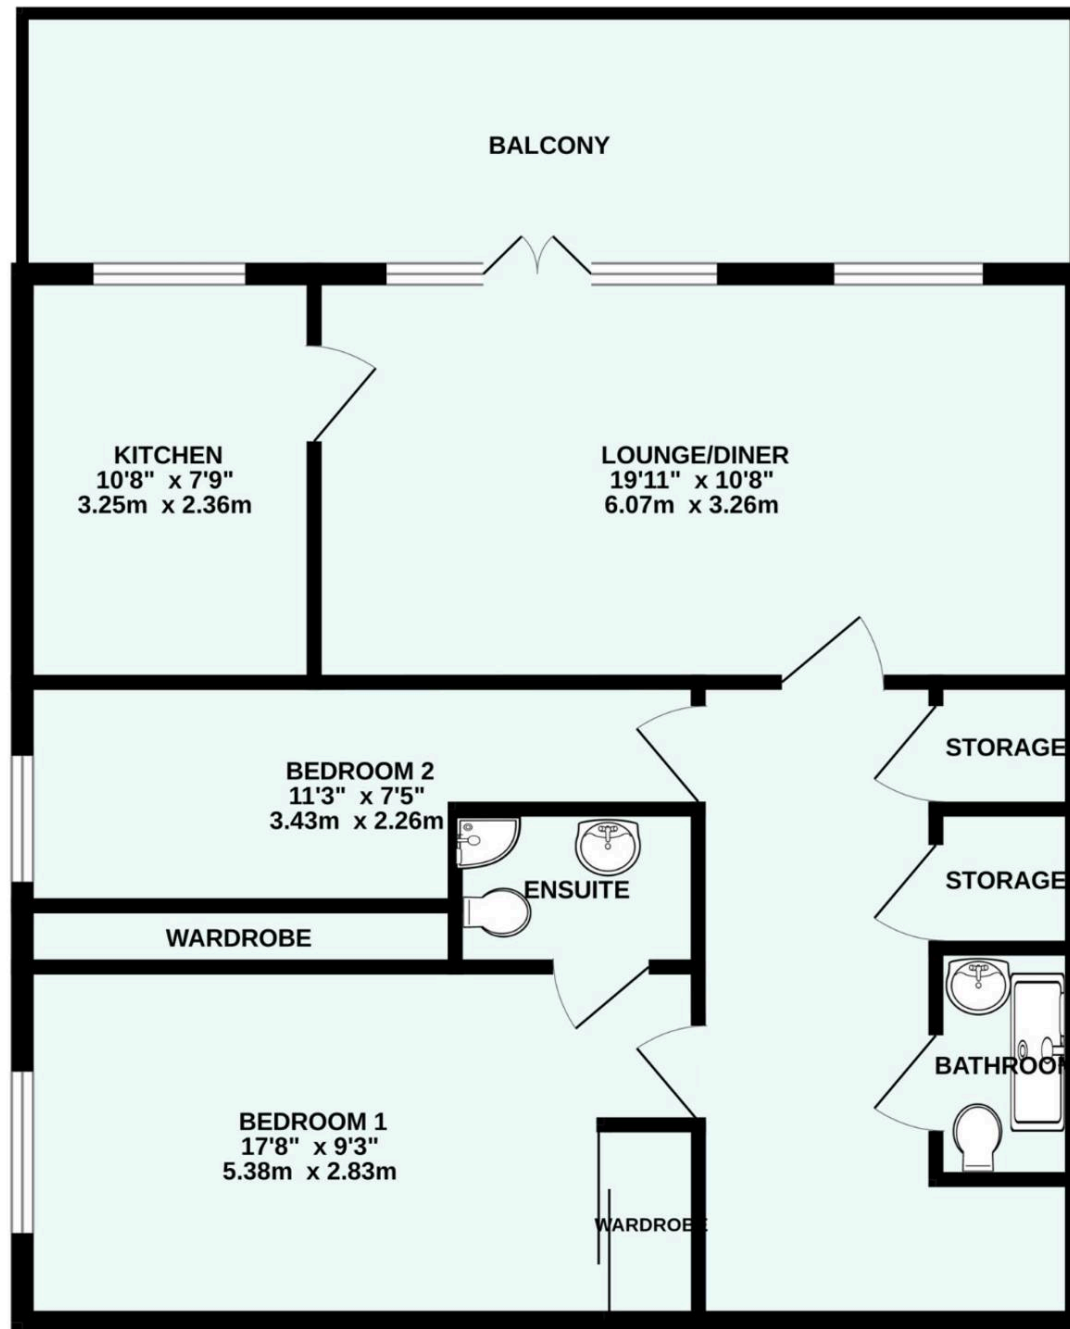 BALCONY
KITCHEN
10'8" x 7'9"
3.25m x 2.36m
LOUNGE/DINER
19'11" x 10'8"
6.07m x 3.26m
BEDROOM 2
11'3" x 7'5"
3.43m x 2.26m
STORAGE
STORAGE
ENSUITE
WARDROBE
BATHROOM
BEDROOM 1
17'8" x 9'3"
5.38m x 2.83m
WARDROBE